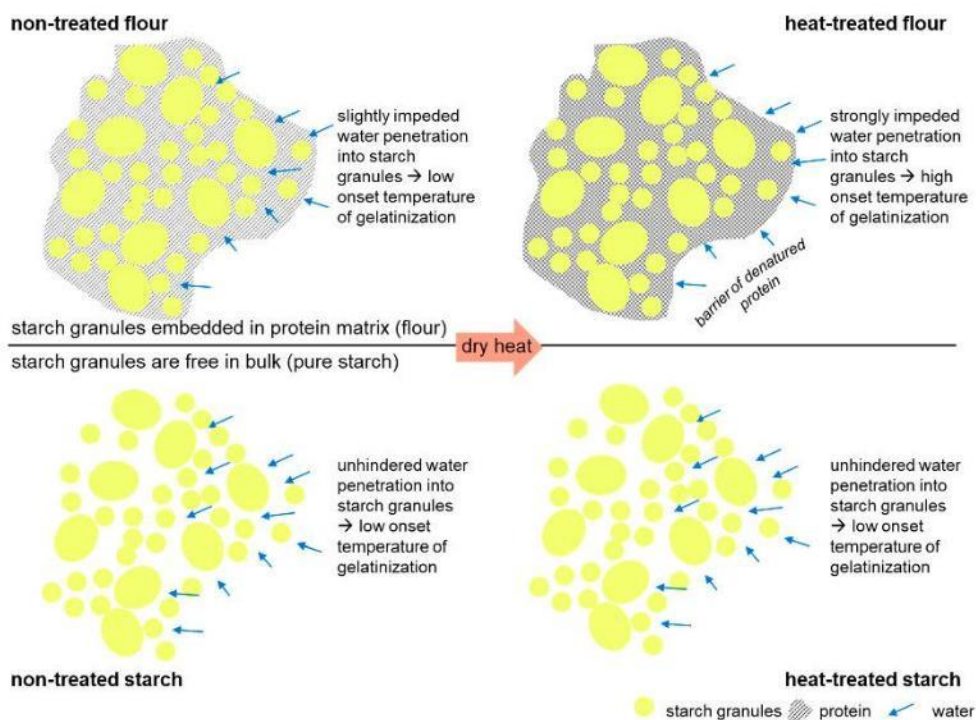 non-treated flour
heat-treated flour
slightly impeded
water penetration
into starch
granules → low
onset temperature
of gelatinization
strongly impeded
water penetration
into starch
granules → high
onset temperature
of gelatinization
barrier of denatured
protein
starch granules embedded in protein matrix (flour)
dry heat
starch granules are free in bulk (pure starch)
unhindered water
penetration into
starch granules
→ low onset
temperature of
gelatinization
unhindered water
penetration into
starch granules
→ low onset
temperature of
gelatinization
non-treated starch
heat-treated starch
starch granules protein water